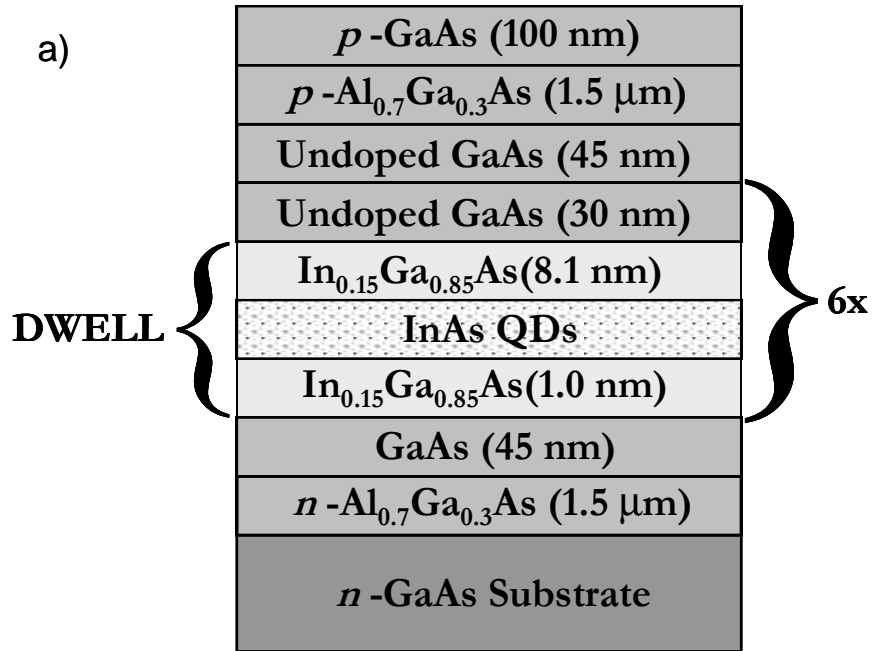 a)
p -GaAs (100 nm)
p -Al0.7Ga0.3As (1.5 μm)
Undoped GaAs (45 nm)
Undoped GaAs (30 nm)
In0.15Ga0.85As(8.1 nm)
DWELL
InAs QDs
6x
In0.15Ga0.85As(1.0 nm)
GaAs (45 nm)
n -Al0.7Ga0.3As (1.5 μm)
n -GaAs Substrate